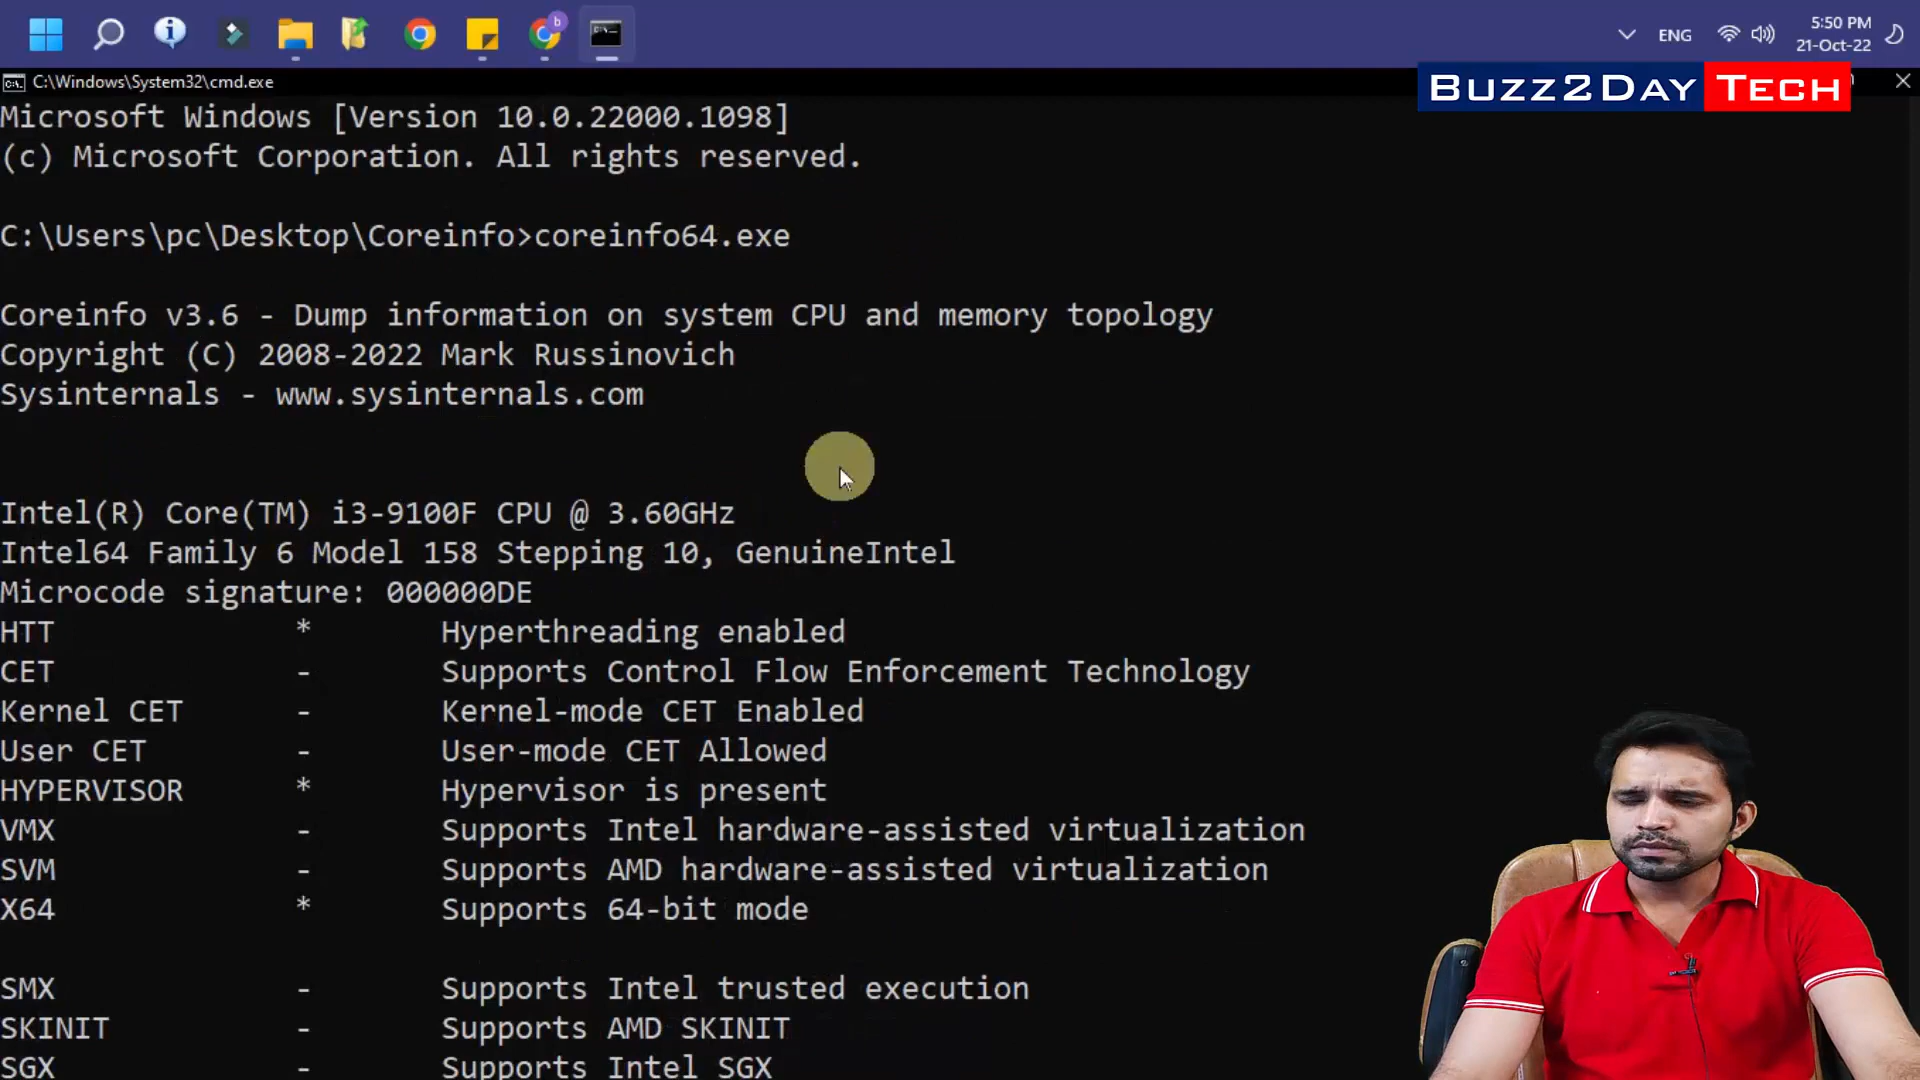 ENG
5:50 PM
21-Oct-22
C:\Windows\System32\cmd.exe
Buzz2Day Tech
Microsoft Windows [Version 10.0.22000.1098]
(c) Microsoft Corporation. All rights reserved.
C:\Users\pc\Desktop\Coreinfo>coreinfo64.exe
Coreinfo v3.6 - Dump information on system CPU and memory topology
Copyright (C) 2008-2022 Mark Russinovich
Sysinternals - www.sysinternals.com
Intel(R) Core(TM) i3-9100F CPU @ 3.60GHz
Intel64 Family 6 Model 158 Stepping 10, GenuineIntel
Microcode signature: 000000DE
HTT * Hyperthreading enabled
CET - Supports Control Flow Enforcement Technology
Kernel CET - Kernel-mode CET Enabled
User CET - User-mode CET Allowed
HYPERVISOR * Hypervisor is present
VMX - Supports Intel hardware-assisted virtualization
SVM - Supports AMD hardware-assisted virtualization
X64 * Supports 64-bit mode
SMX - Supports Intel trusted execution
SKINIT - Supports AMD SKINIT
SGX - Supports Intel SGX